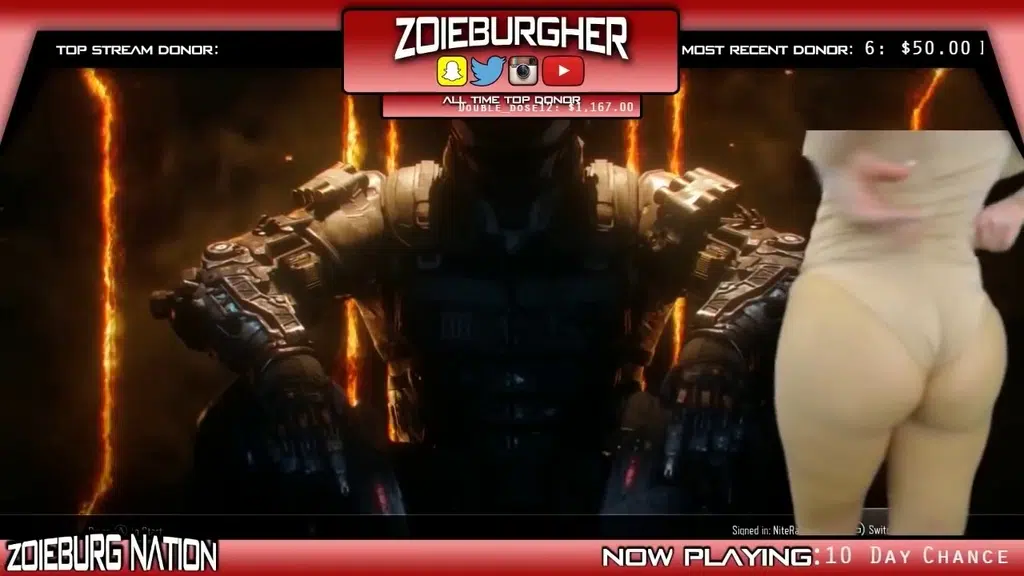 ZOIEBURGHER
TOP STREAM DONOR:
MOST RECENT DONOR: 6: $50.00
ALL TIME TOP DONOR
Double_dose12: $1,167.00
Signed in:
ZOIEBURG NATION
NOW PLAYING: 10 Day Chance